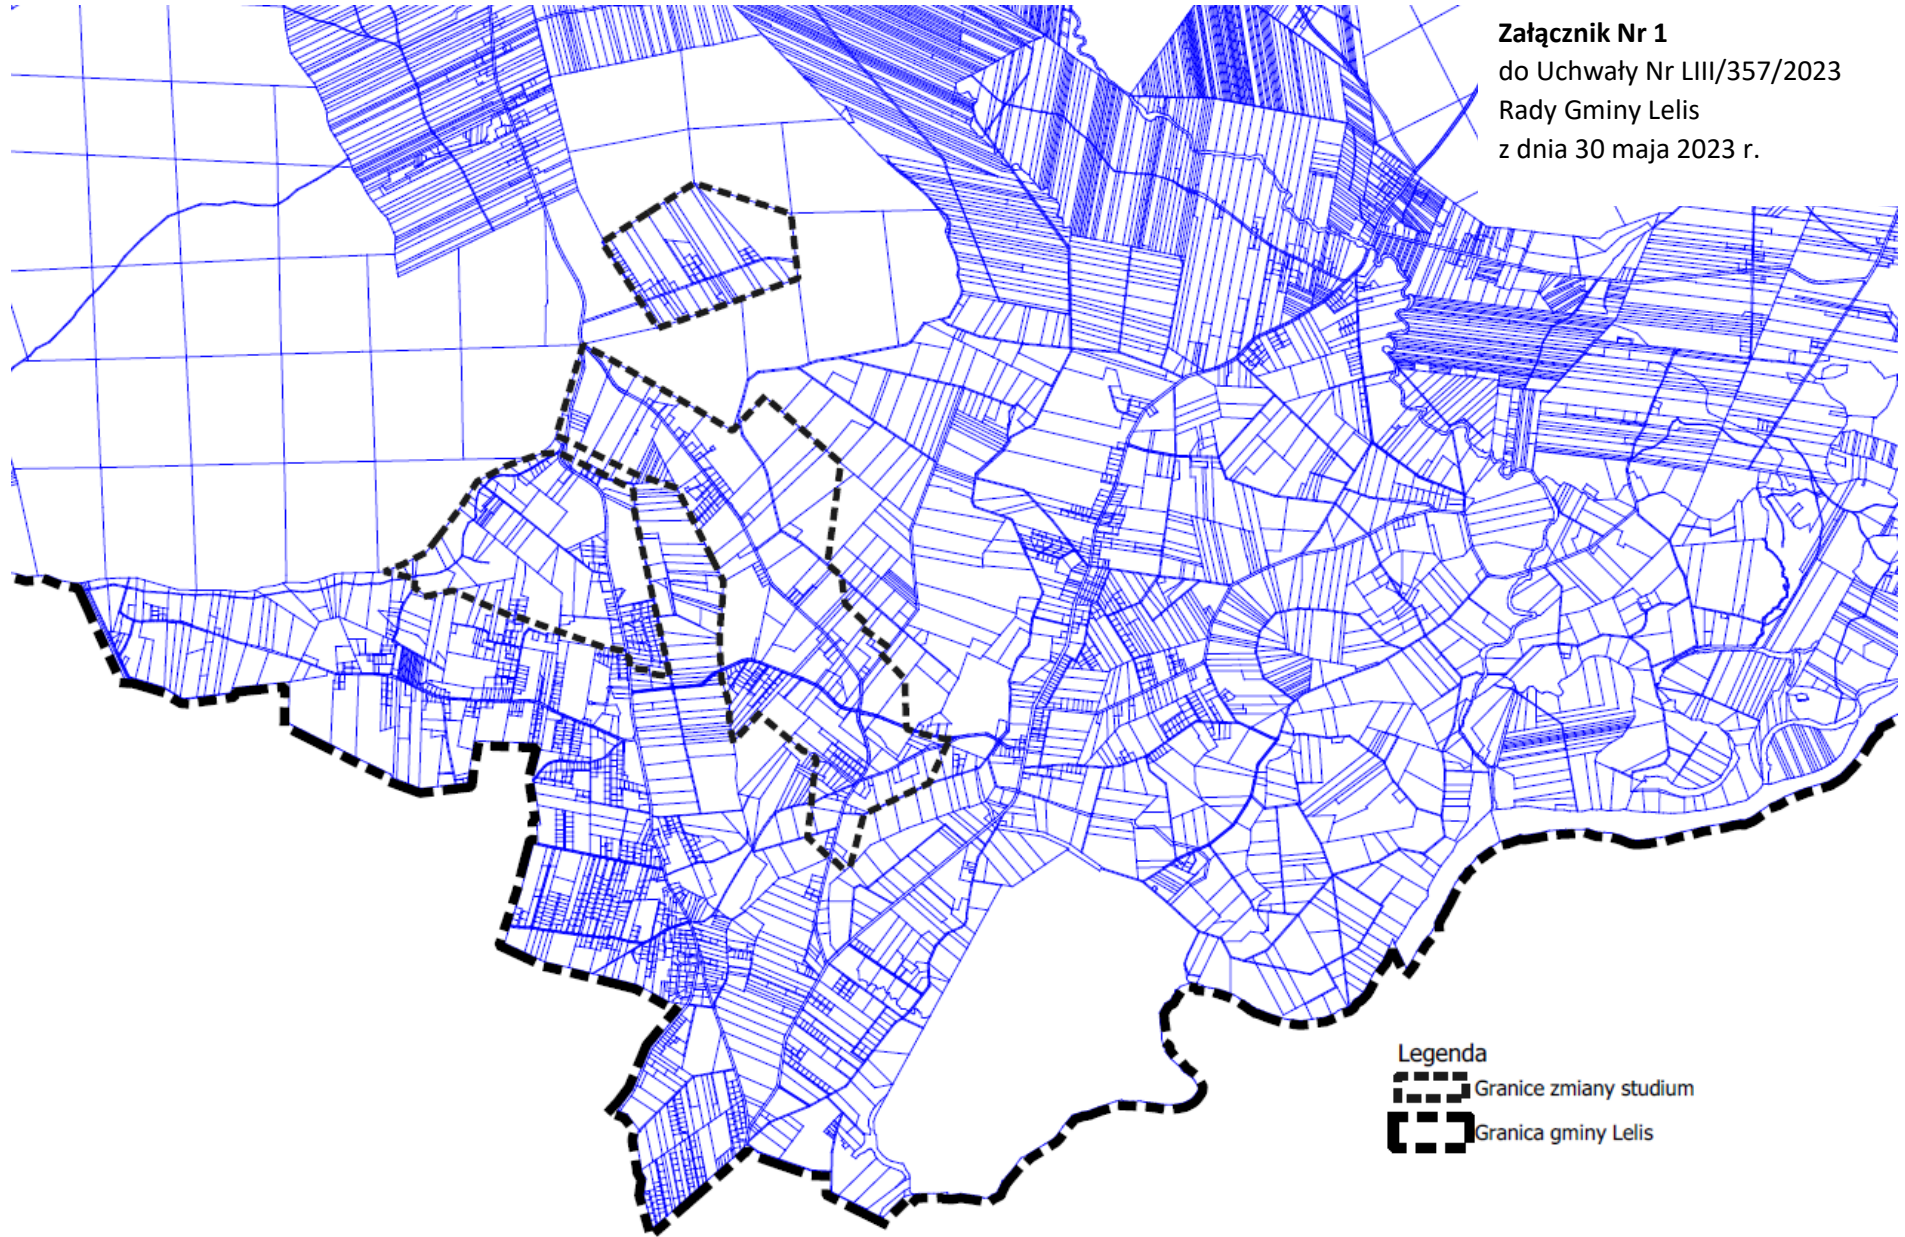 Załącznik Nr 1
do Uchwały Nr LIII/357/2023
Rady Gminy Lelis
z dnia 30 maja 2023 r.
Legenda
Granice zmiany studium
Granica gminy Lelis